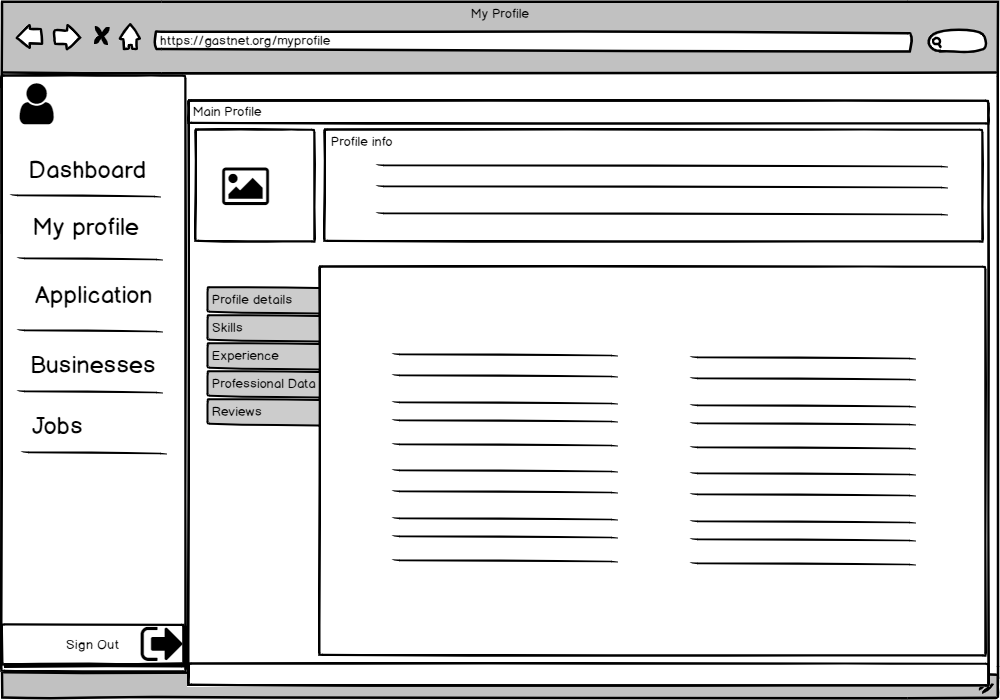 My Profile
https://gastnet.org/myprofile
Main Profile
Profile info
Dashboard
My profile
Application
Businesses
Jobs
Profile details
Skills
Experience
Professional Data
Reviews
Sign Out